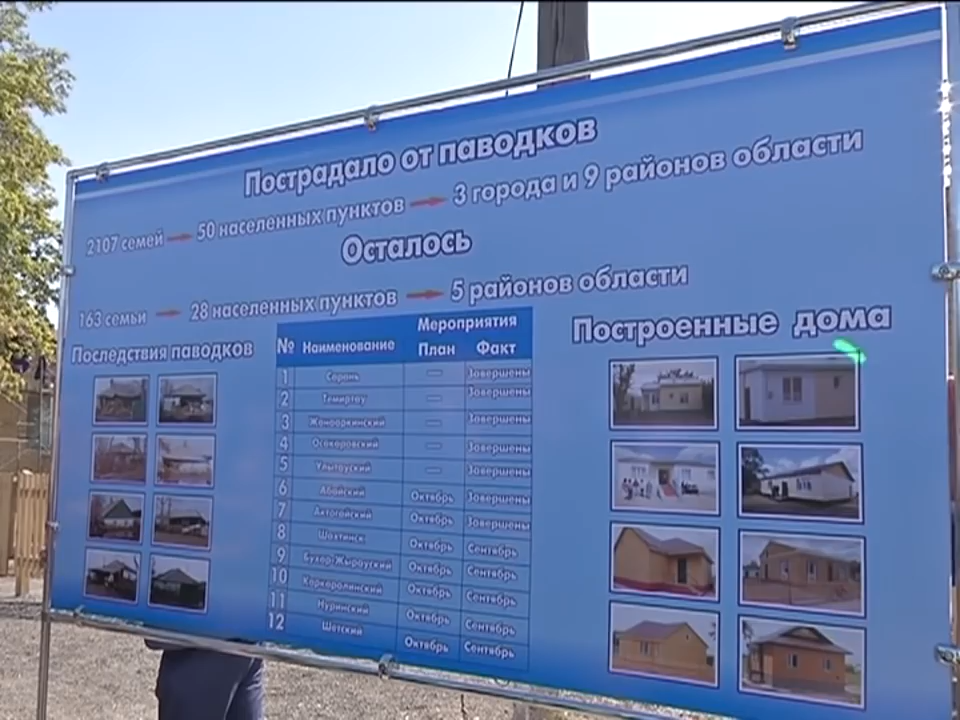 Пострадало от паводков
2107 семей 50 населенных пунктов 3 города и 9 районов области
Осталось
163 семьи 28 населенных пунктов 5 районов области
Последствия паводков
№ Наименование Мероприятия
План Факт
1 Сарань — Завершены
2 Темиртау — Завершены
3 Жанааркинский — Завершены
4 Осакаровский — Завершены
5 Улытауский — Завершены
6 Абайский Октябрь Завершены
7 Актогайский Октябрь Завершены
8 Шахтинск Октябрь Сентябрь
9 Бухар-Жырауский Октябрь Сентябрь
10 Каркаралинский Октябрь Сентябрь
11 Нуринский Октябрь Сентябрь
12 Шетский Октябрь Сентябрь
Построенные дома